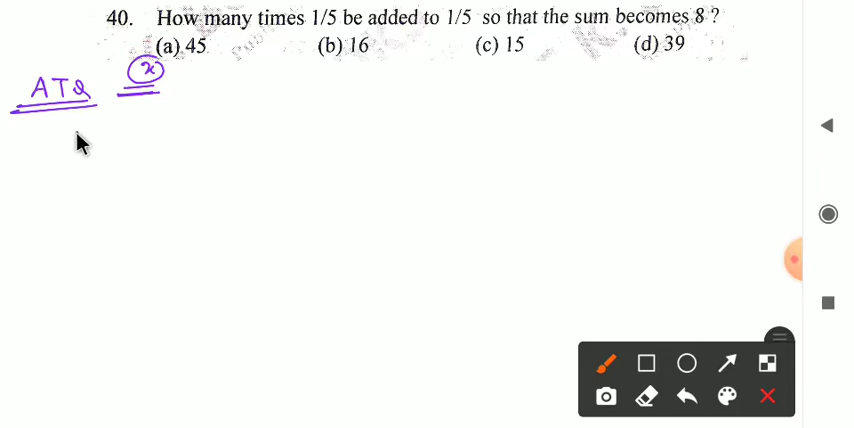 40. How many times 1/5 be added to 1/5 so that the sum becomes 8 ?
(a) 45 (b) 16 (c) 15 (d) 39
ATQ x